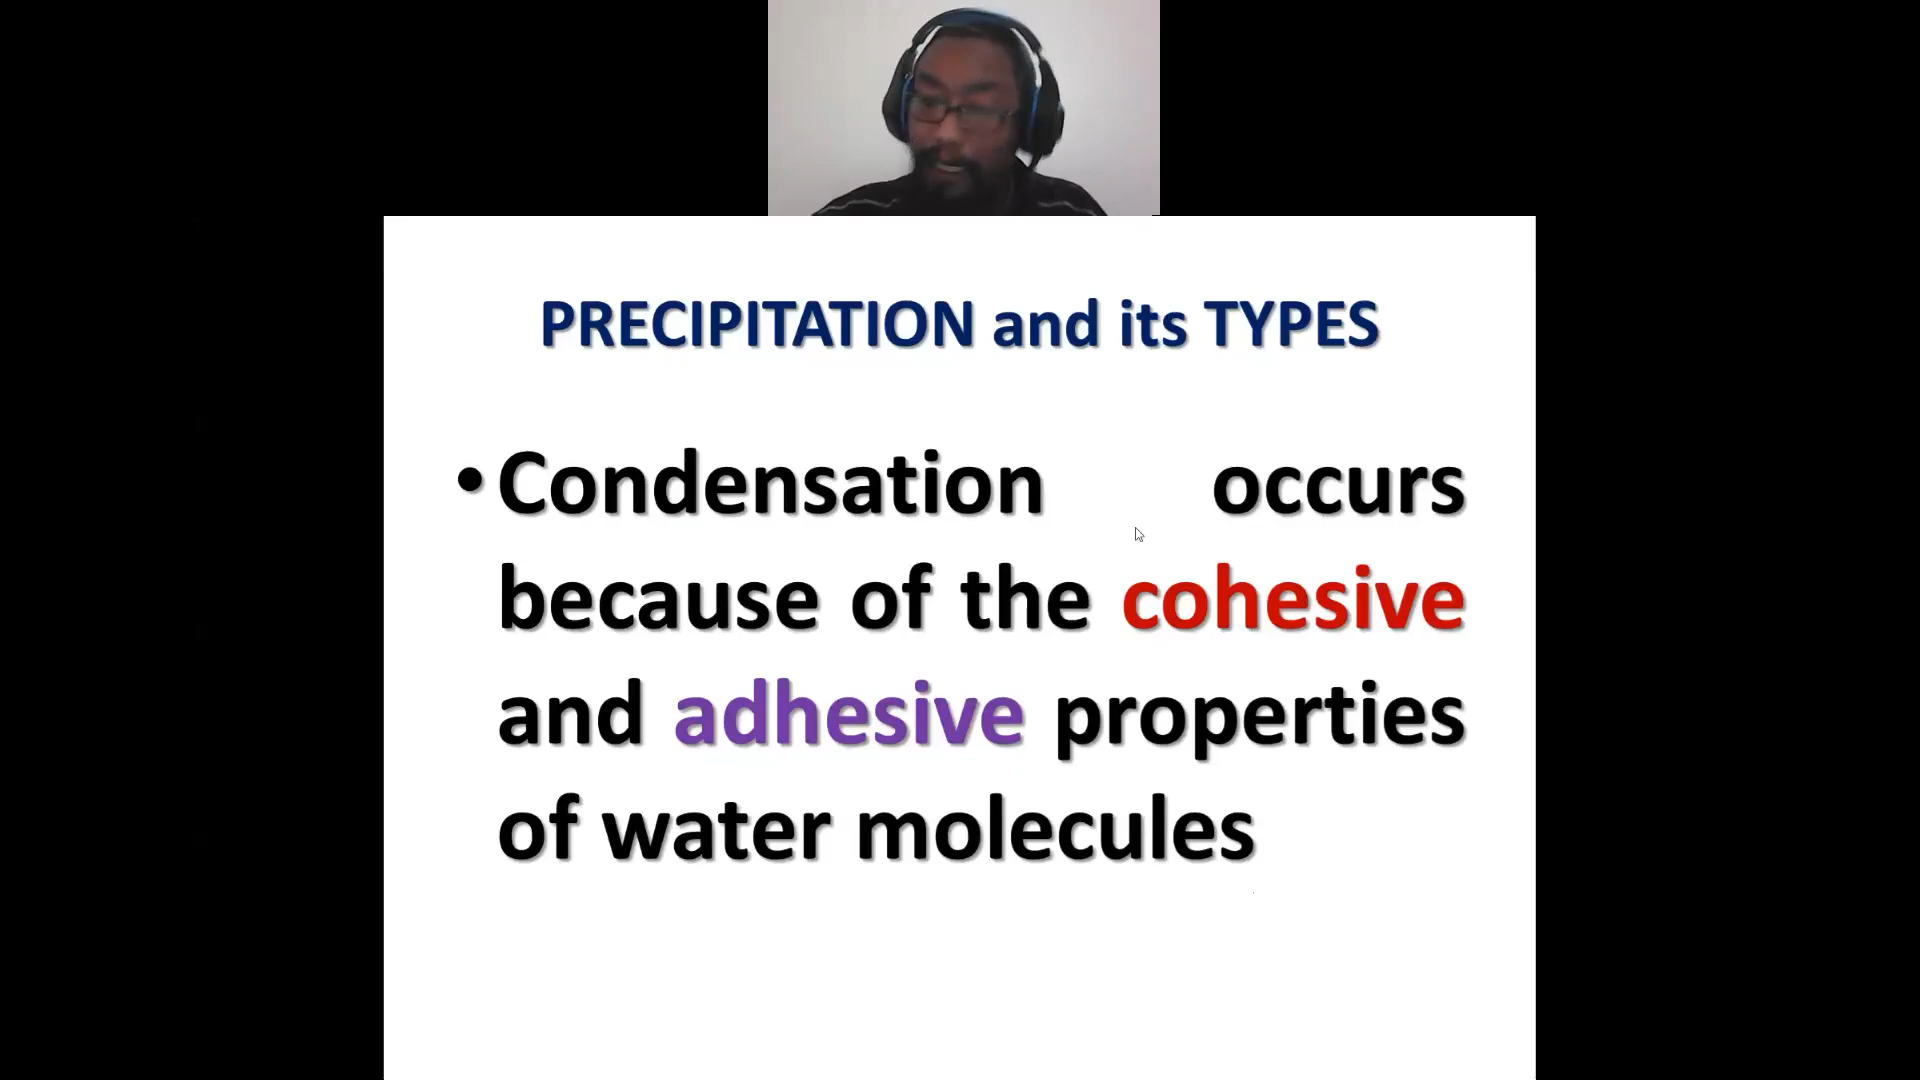 PRECIPITATION and its TYPES
•Condensation occurs
because of the cohesive
and adhesive properties
of water molecules